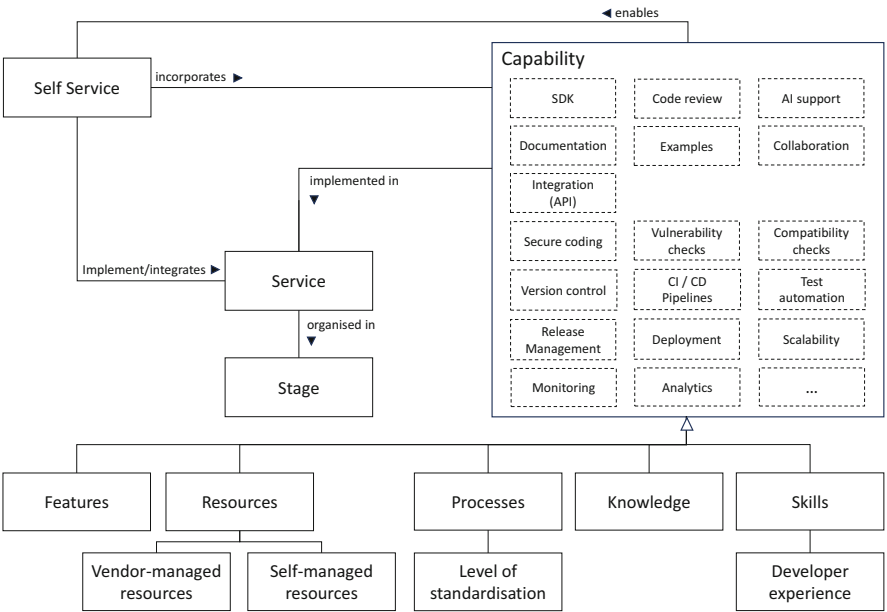 ◄ enables
Capability
Self Service
incorporates ►
SDK
Code review
AI support
Documentation
Examples
Collaboration
implemented in
▼
Integration
(API)
Secure coding
Vulnerability
checks
Compatibility
checks
Implement/integrates ►
Service
Version control
CI / CD
Pipelines
Test
automation
organised in
▼
Release
Management
Deployment
Scalability
Stage
Monitoring
Analytics
...
Features
Resources
Processes
Knowledge
Skills
Vendor-managed
resources
Self-managed
resources
Level of
standardisation
Developer
experience